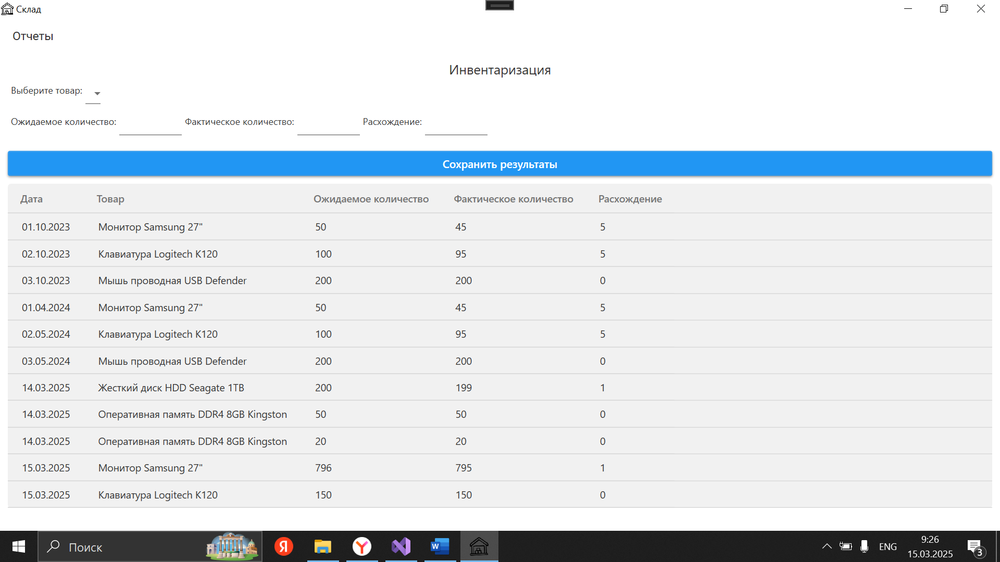 Склад
Отчеты
Инвентаризация
Выберите товар:
Ожидаемое количество: Фактическое количество: Расхождение:
Сохранить результаты
Дата Товар Ожидаемое количество Фактическое количество Расхождение
01.10.2023 Монитор Samsung 27" 50 45 5
02.10.2023 Клавиатура Logitech K120 100 95 5
03.10.2023 Мышь проводная USB Defender 200 200 0
01.04.2024 Монитор Samsung 27" 50 45 5
02.05.2024 Клавиатура Logitech K120 100 95 5
03.05.2024 Мышь проводная USB Defender 200 200 0
14.03.2025 Жесткий диск HDD Seagate 1TB 200 199 1
14.03.2025 Оперативная память DDR4 8GB Kingston 50 50 0
14.03.2025 Оперативная память DDR4 8GB Kingston 20 20 0
15.03.2025 Монитор Samsung 27" 796 795 1
15.03.2025 Клавиатура Logitech K120 150 150 0
Поиск
Я
Y
W
ENG
9:26
15.03.2025
3